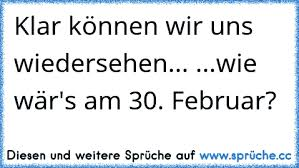 Klar können wir uns
wiedersehen... ...wie
wär's am 30. Februar?
Diesen und weitere Sprüche auf www.sprüche.cc